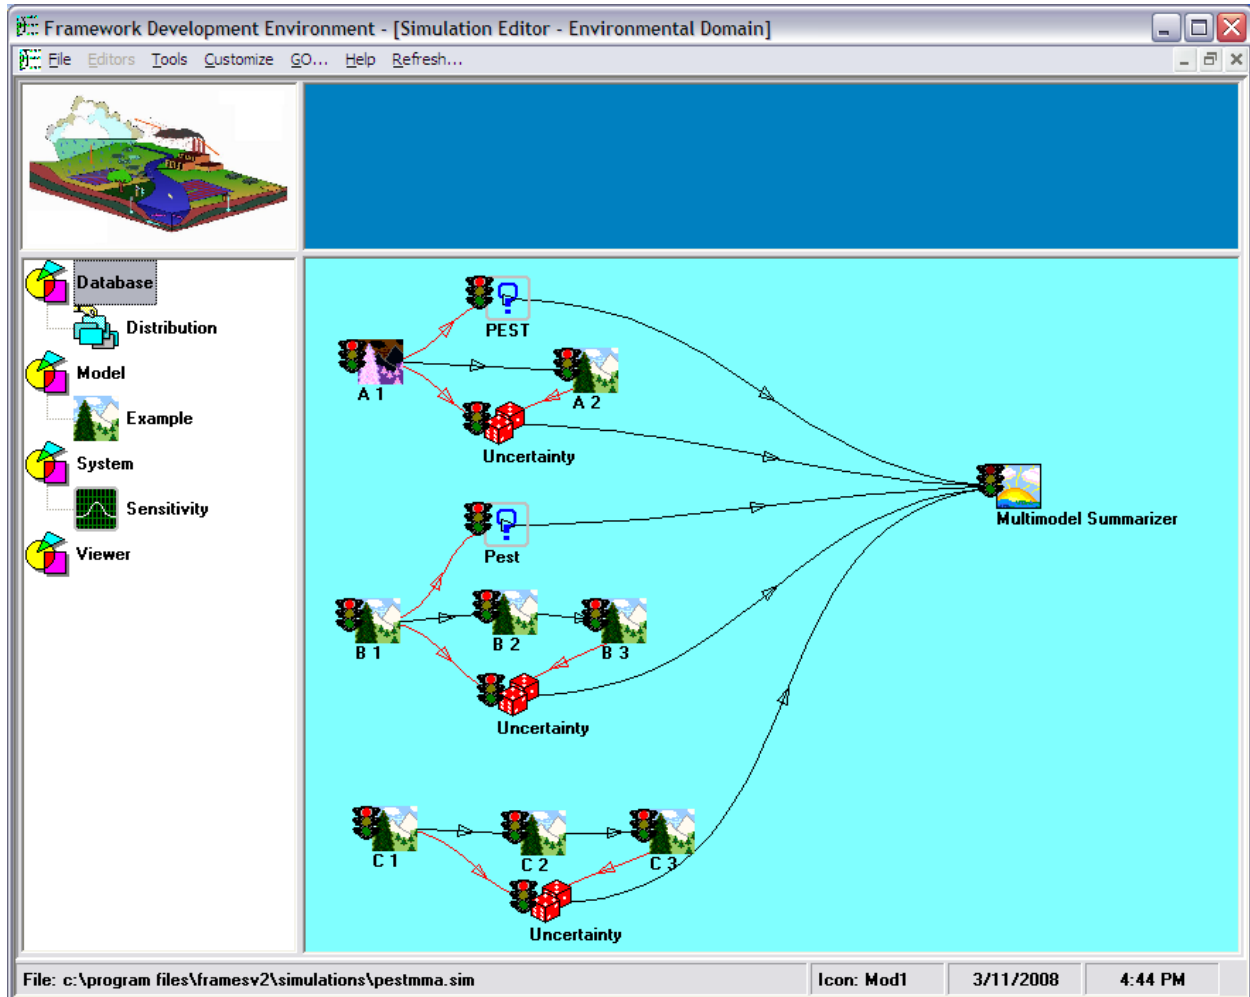 Framework Development Environment - [Simulation Editor - Environmental Domain]
File Editors Tools Customize GO... Help Refresh...
Database
Distribution
Model
Example
System
Sensitivity
Viewer
PEST
A 1
A 2
Uncertainty
Multimodel Summarizer
Pest
B 1
B 2
B 3
Uncertainty
C 1
C 2
C 3
Uncertainty
File: c:\program files\framesv2\simulations\pestmma.sim
Icon: Mod1
3/11/2008
4:44 PM